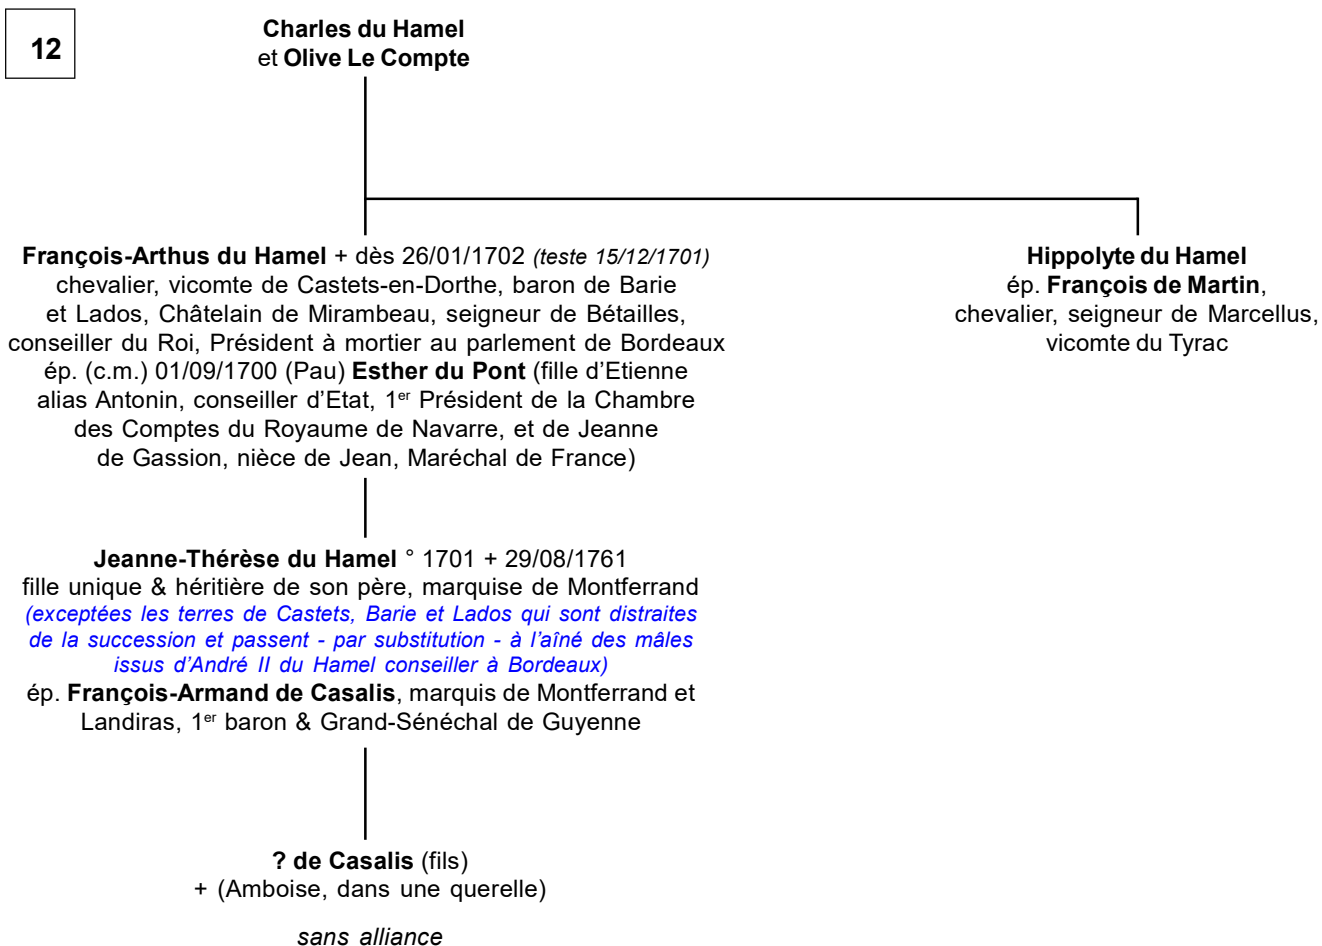 12
Charles du Hamel
et Olive Le Compte
François-Arthus du Hamel + dès 26/01/1702 (teste 15/12/1701)
chevalier, vicomte de Castets-en-Dorthe, baron de Barie
et Lados, Châtelain de Mirambeau, seigneur de Bétailles,
conseiller du Roi, Président à mortier au parlement de Bordeaux
ép. (c.m.) 01/09/1700 (Pau) Esther du Pont (fille d'Etienne
alias Antonin, conseiller d'Etat, 1er Président de la Chambre
des Comptes du Royaume de Navarre, et de Jeanne
de Gassion, nièce de Jean, Maréchal de France)
Hippolyte du Hamel
ép. François de Martin,
chevalier, seigneur de Marcellus,
vicomte du Tyrac
Jeanne-Thérèse du Hamel ° 1701 + 29/08/1761
fille unique & héritière de son père, marquise de Montferrand
(exceptées les terres de Castets, Barie et Lados qui sont distraites
de la succession et passent - par substitution - à l'aîné des mâles
issus d'André II du Hamel conseiller à Bordeaux)
ép. François-Armand de Casalis, marquis de Montferrand et
Landiras, 1er baron & Grand-Sénéchal de Guyenne
? de Casalis (fils)
+ (Amboise, dans une querelle)
sans alliance